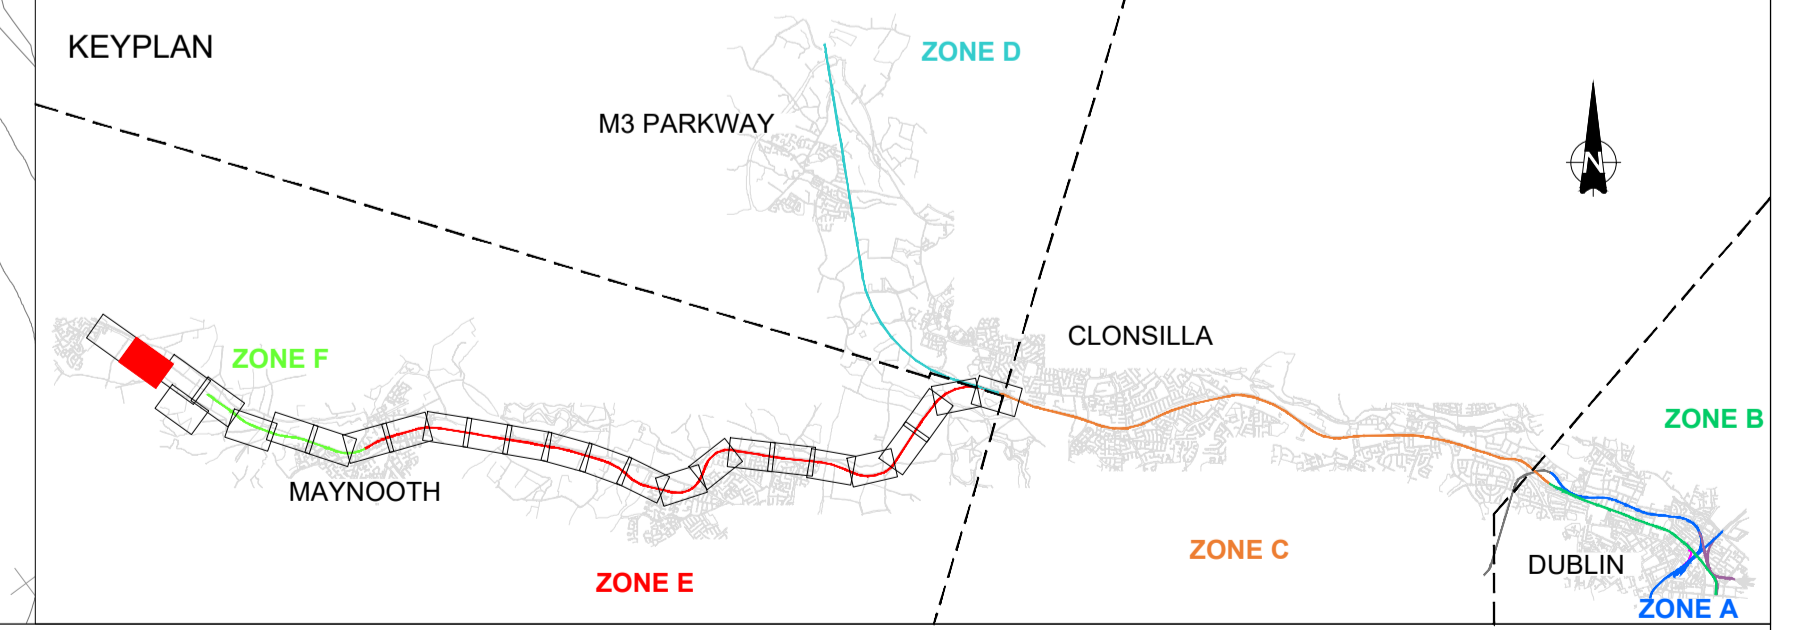 KEYPLAN
ZONE D
M3 PARKWAY
N
CLONSILLA
ZONE F
ZONE B
MAYNOOTH
ZONE C
DUBLIN
ZONE E
ZONE A